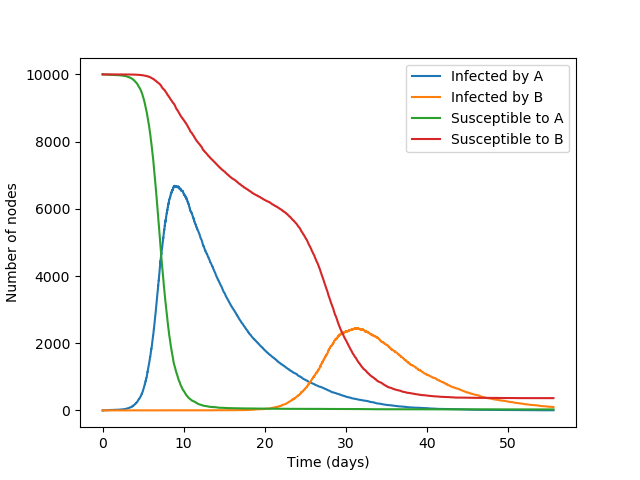 Infected by A
Infected by B
Susceptible to A
Susceptible to B
Number of nodes
10000
8000
6000
4000
2000
0
0 10 20 30 40 50
Time (days)